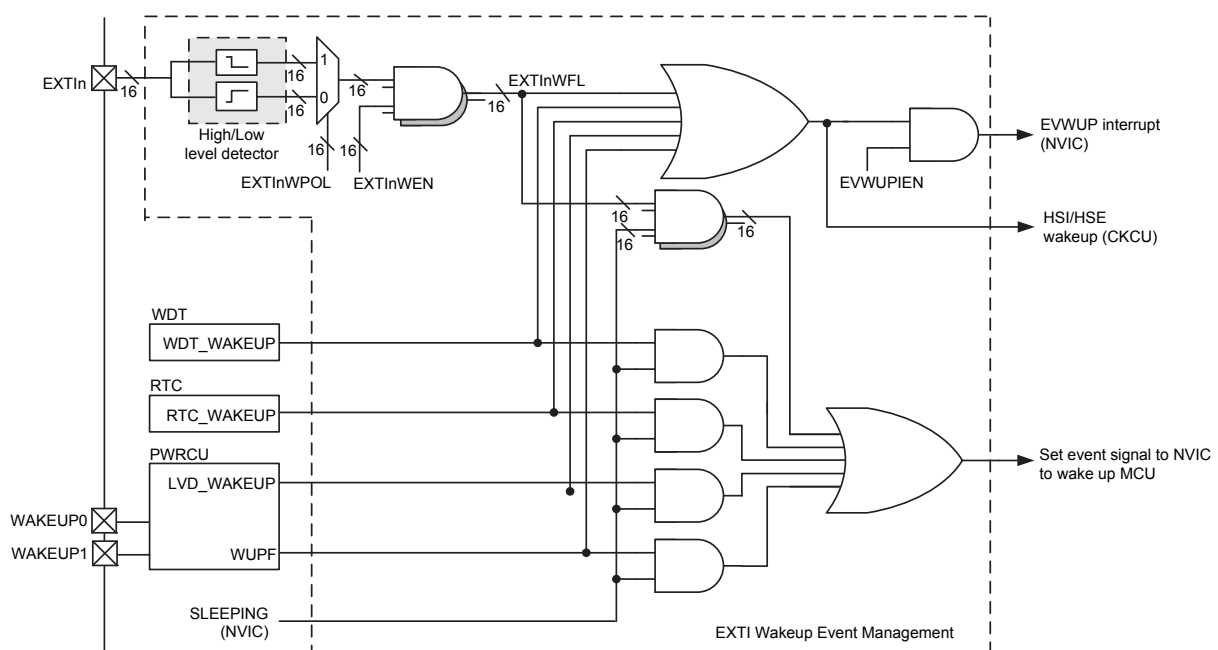 EXTIn
16
16
16
1
0
High/Low
level detector
16
EXTInWPOL
16
16
EXTInWEN
16
EXTInWFL
EVWUPIEN
EVWUP interrupt
(NVIC)
16
16
16
HSI/HSE
wakeup (CKCU)
WDT
WDT_WAKEUP
RTC
RTC_WAKEUP
PWRCU
LVD_WAKEUP
WUPF
WAKEUP0
WAKEUP1
SLEEPING
(NVIC)
Set event signal to NVIC
to wake up MCU
EXTI Wakeup Event Management